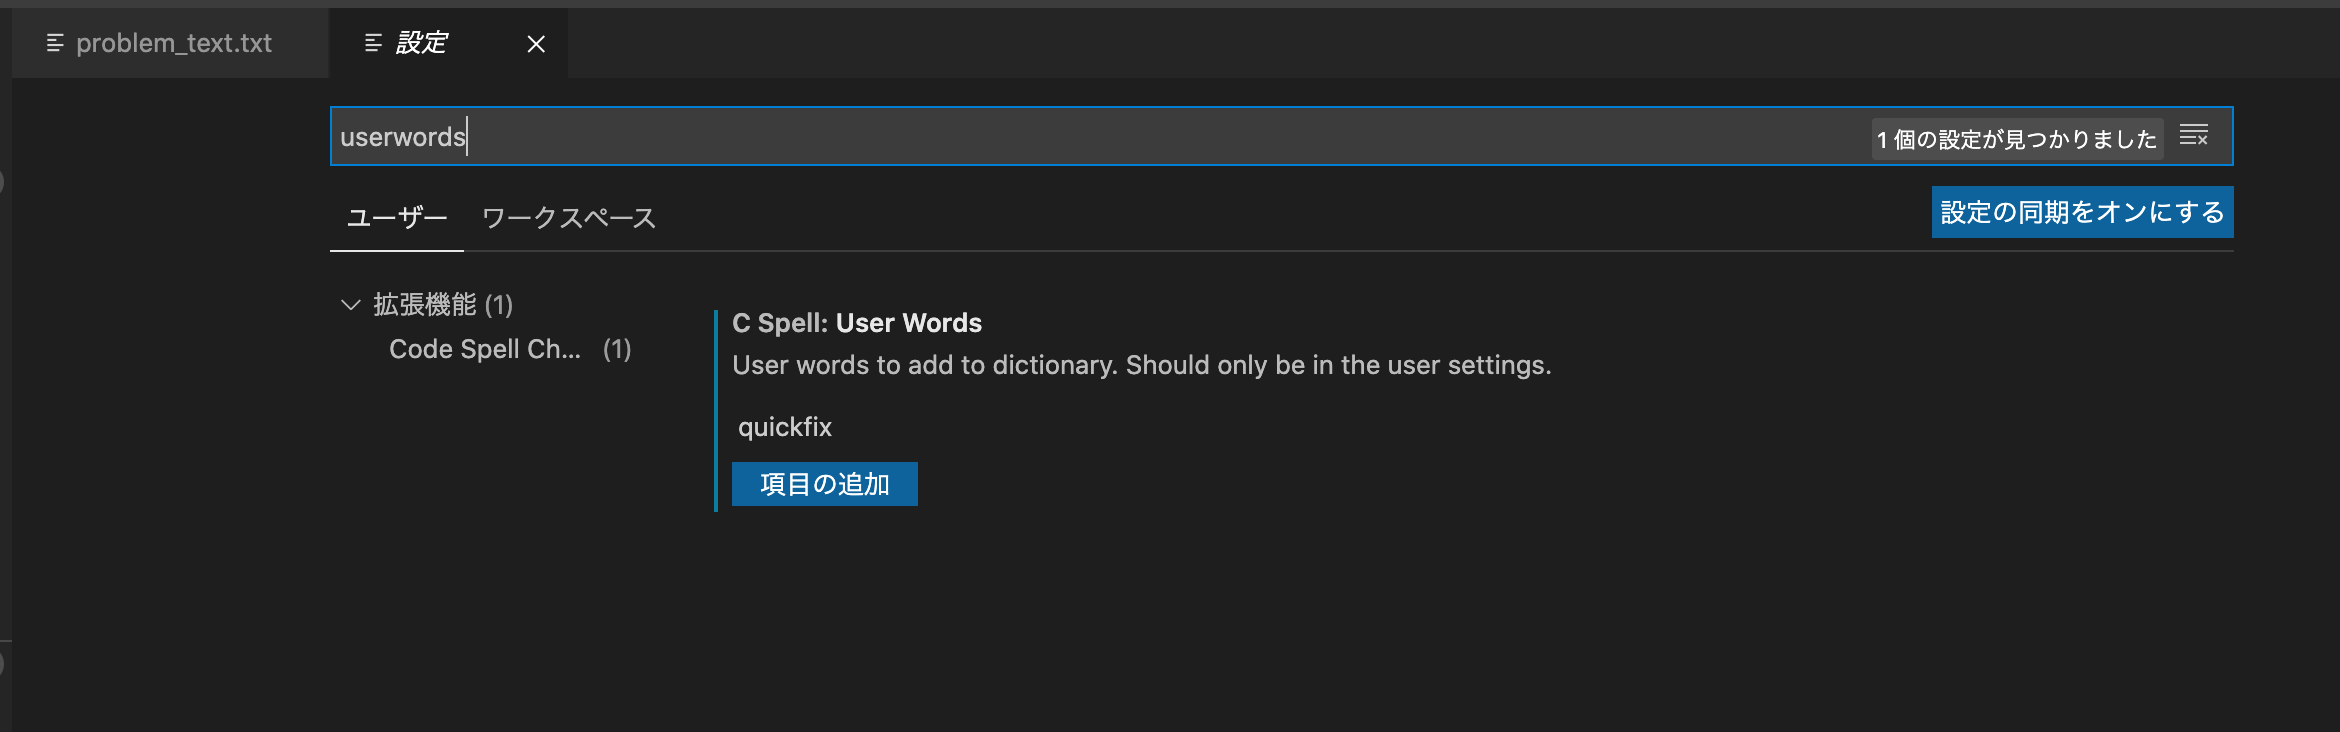 problem_text.txt
設定
userwords
1 個の設定が見つかりました
ユーザー ワークスペース
設定の同期をオンにする
拡張機能 (1)
Code Spell Ch... (1)
C Spell: User Words
User words to add to dictionary. Should only be in the user settings.
quickfix
項目の追加